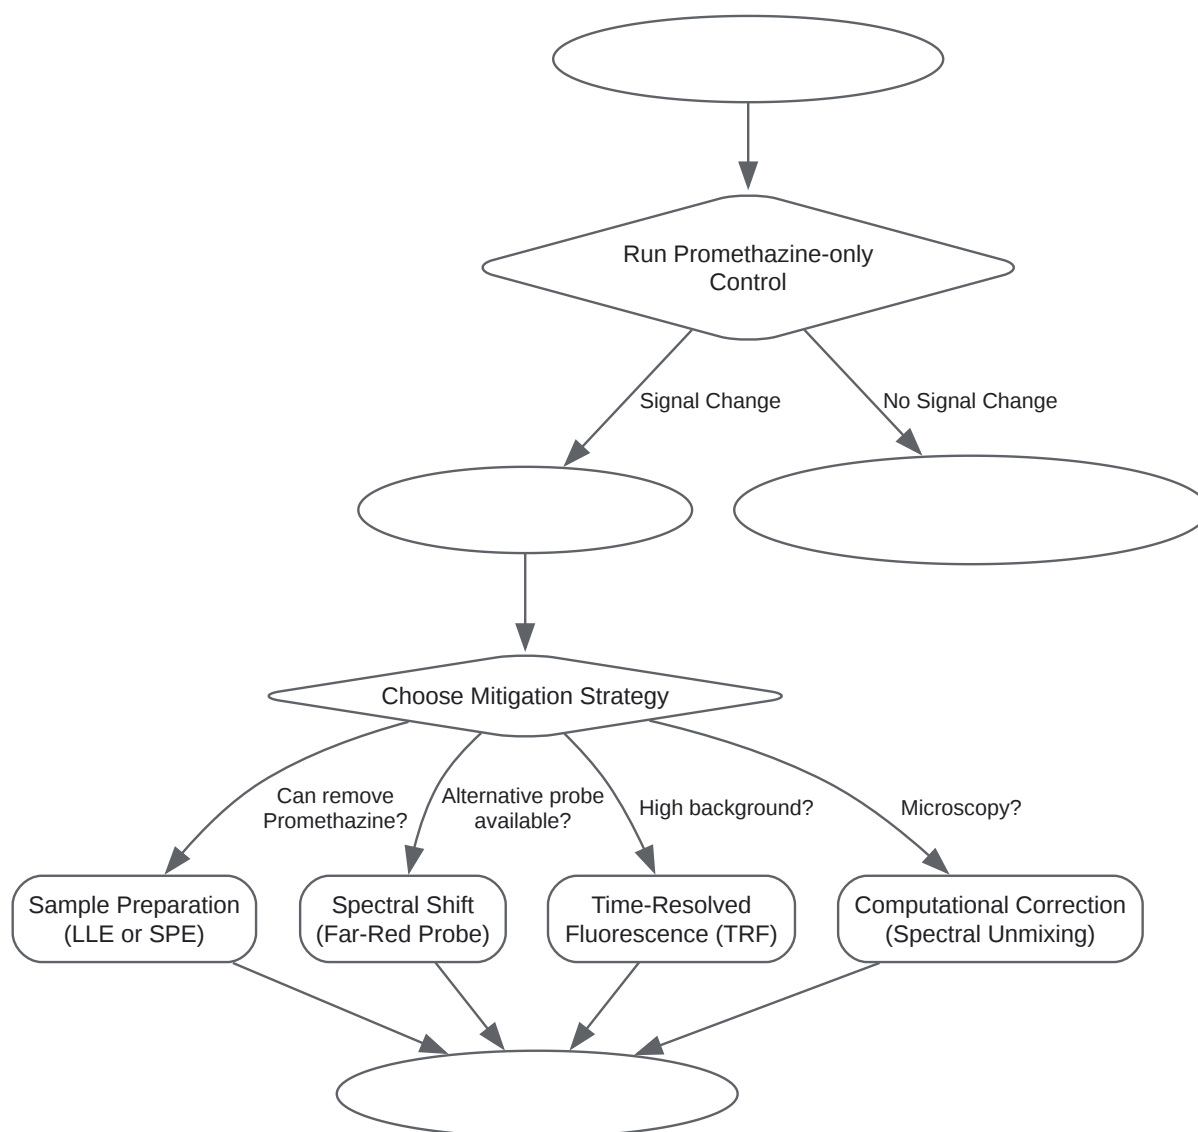 Run Promethazine-only
Control
Signal Change
No Signal Change
Choose Mitigation Strategy
Can remove
Promethazine?
Alternative probe
available?
High background?
Microscopy?
Sample Preparation
(LLE or SPE)
Spectral Shift
(Far-Red Probe)
Time-Resolved
Fluorescence (TRF)
Computational Correction
(Spectral Unmixing)